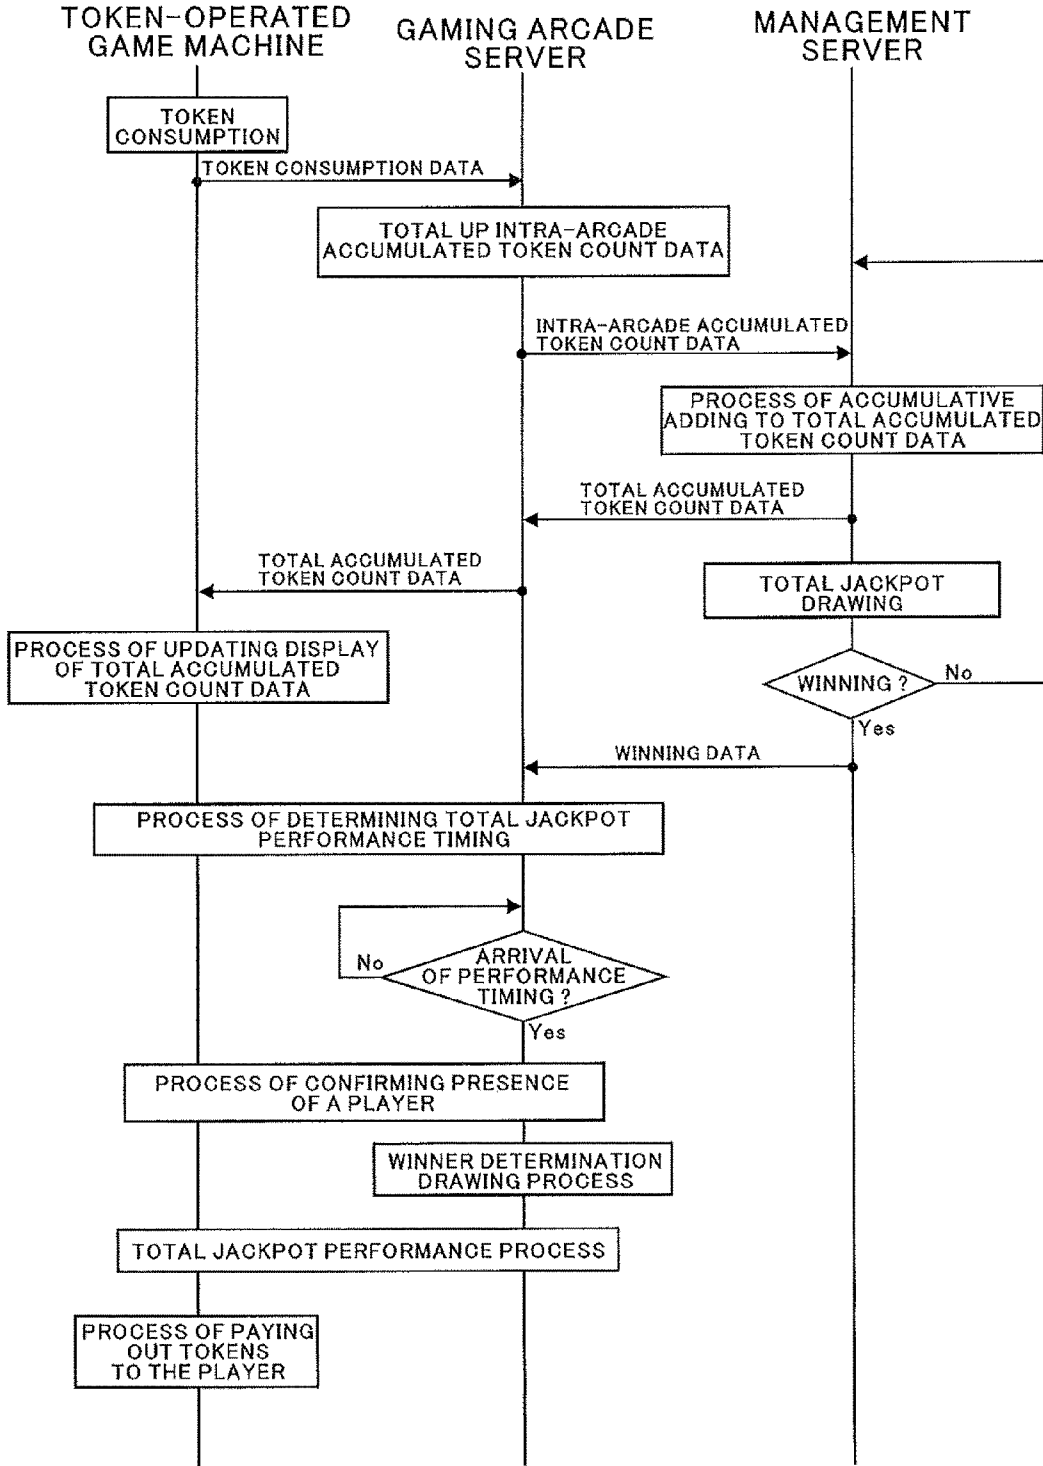 TOKEN-OPERATED
GAME MACHINE
GAMING ARCADE
SERVER
MANAGEMENT
SERVER
TOKEN
CONSUMPTION
TOKEN CONSUMPTION DATA
TOTAL UP INTRA-ARCADE
ACCUMULATED TOKEN COUNT DATA
INTRA-ARCADE ACCUMULATED
TOKEN COUNT DATA
PROCESS OF ACCUMULATIVE
ADDING TO TOTAL ACCUMULATED
TOKEN COUNT DATA
TOTAL ACCUMULATED
TOKEN COUNT DATA
TOTAL ACCUMULATED
TOKEN COUNT DATA
TOTAL JACKPOT
DRAWING
PROCESS OF UPDATING DISPLAY
OF TOTAL ACCUMULATED
TOKEN COUNT DATA
WINNING ?
No
Yes
WINNING DATA
PROCESS OF DETERMINING TOTAL JACKPOT
PERFORMANCE TIMING
ARRIVAL
OF PERFORMANCE
TIMING ?
No
Yes
PROCESS OF CONFIRMING PRESENCE
OF A PLAYER
WINNER DETERMINATION
DRAWING PROCESS
TOTAL JACKPOT PERFORMANCE PROCESS
PROCESS OF PAYING
OUT TOKENS
TO THE PLAYER